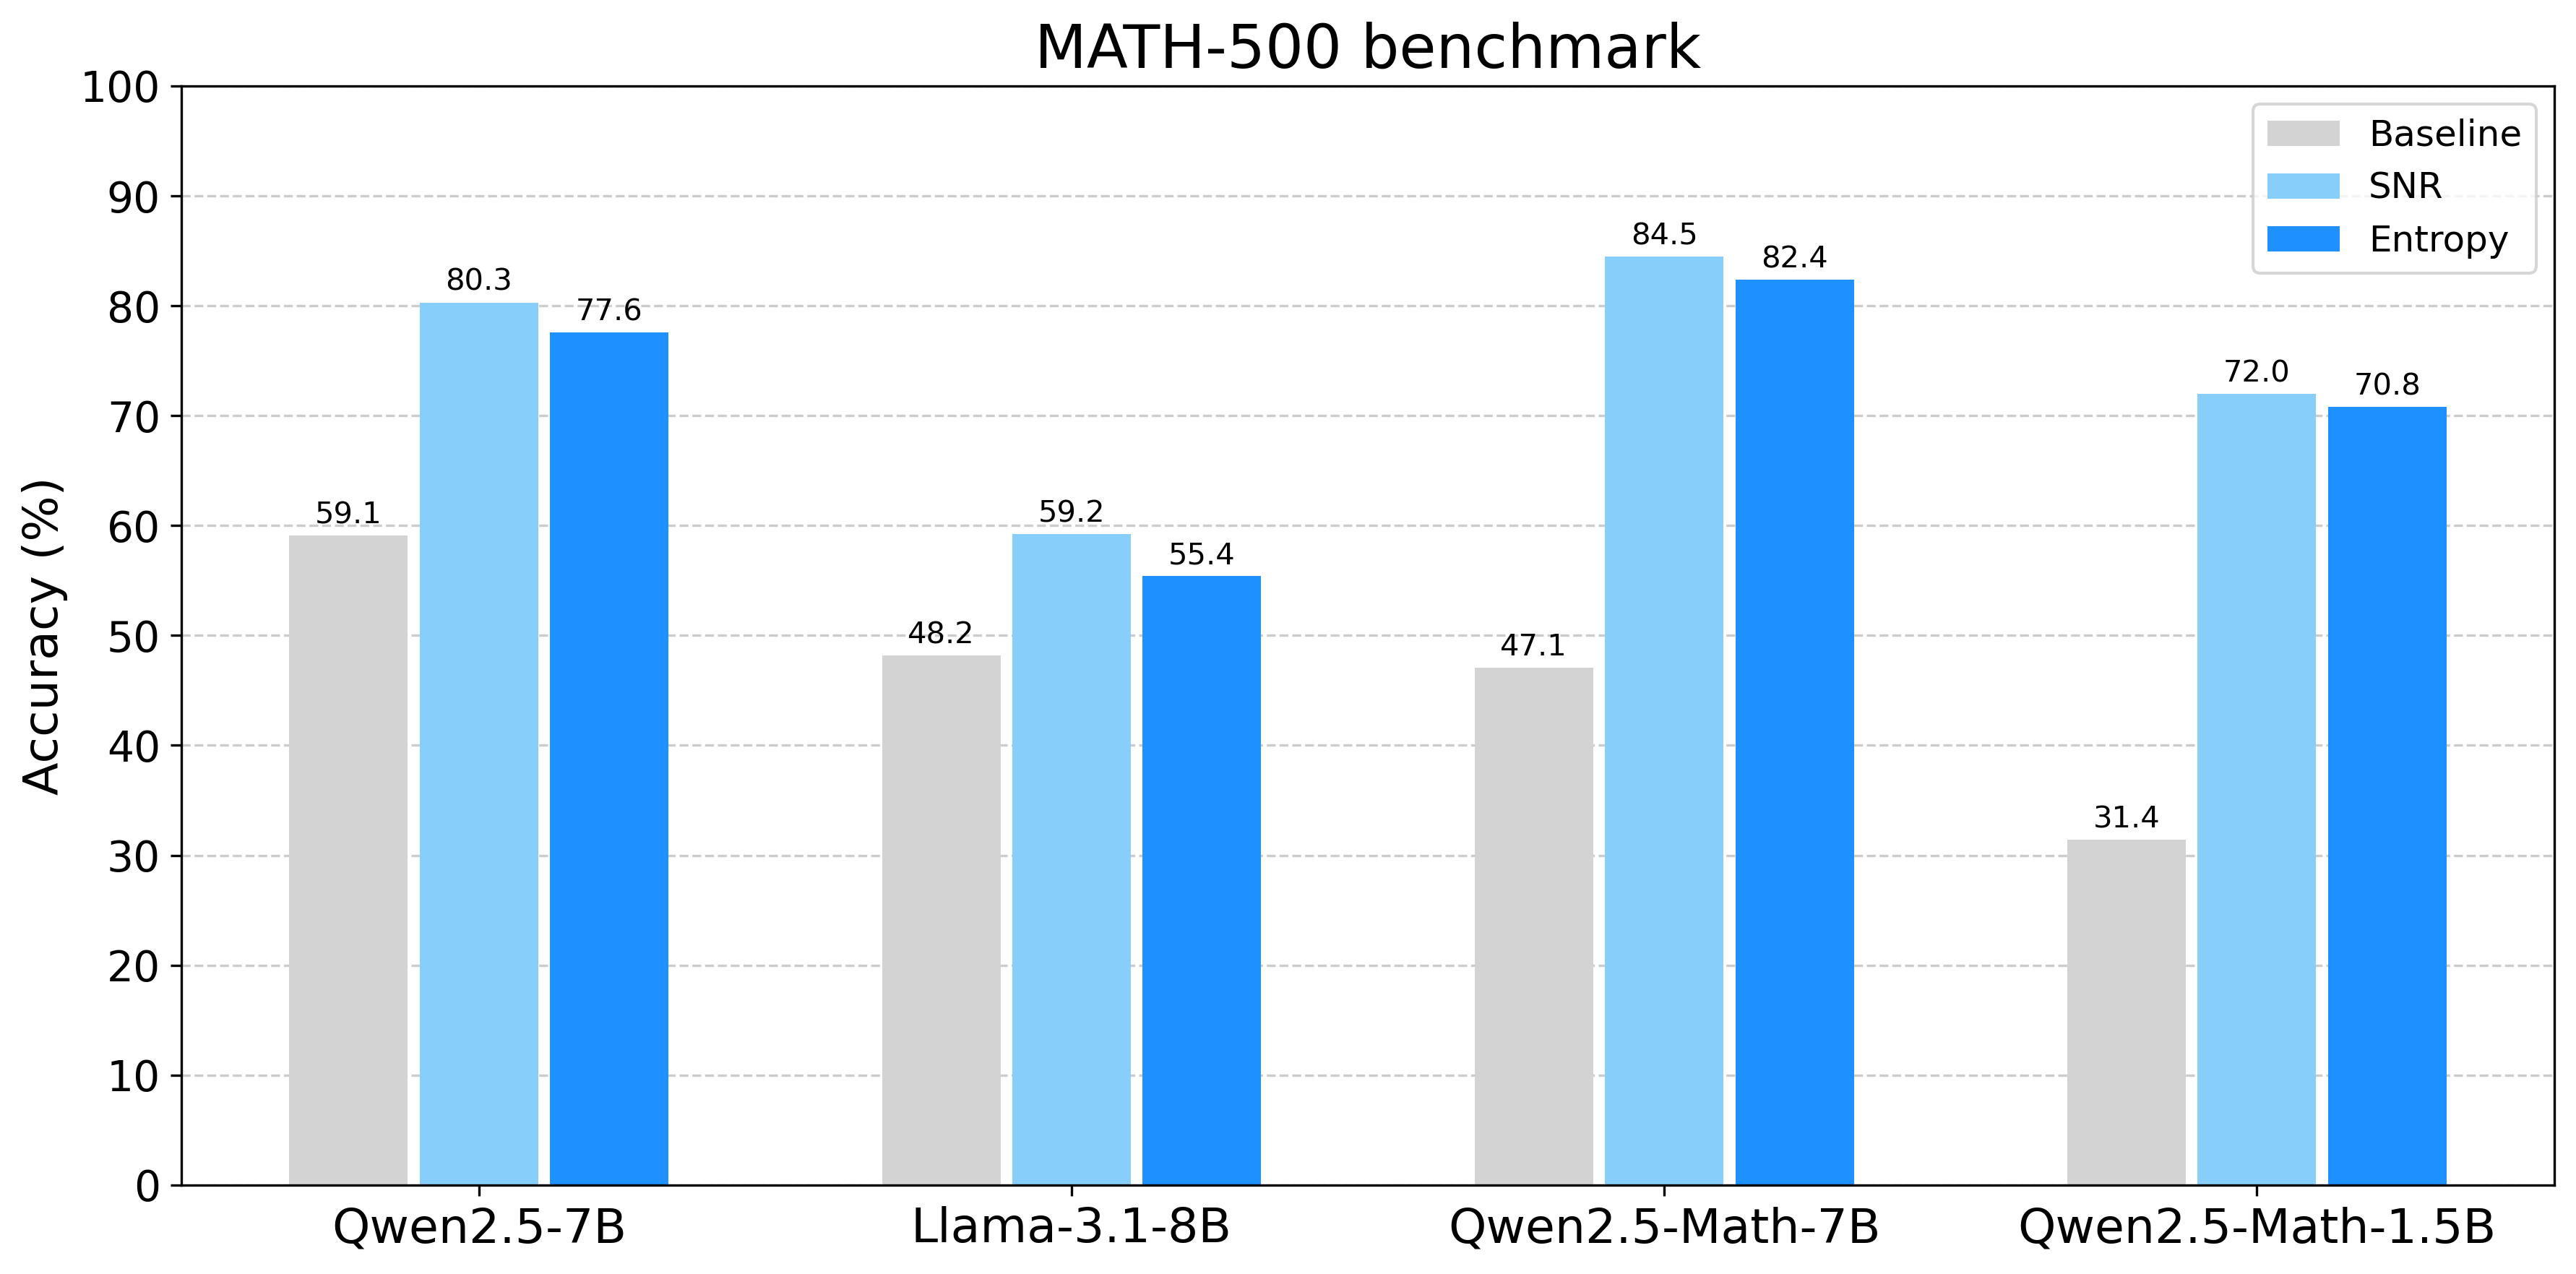 MATH-500 benchmark
Accuracy (%)
100
90
80
70
60
50
40
30
20
10
0
Baseline
SNR
Entropy
59.1
80.3
77.6
48.2
59.2
55.4
47.1
84.5
82.4
31.4
72.0
70.8
Qwen2.5-7B
Llama-3.1-8B
Qwen2.5-Math-7B
Qwen2.5-Math-1.5B